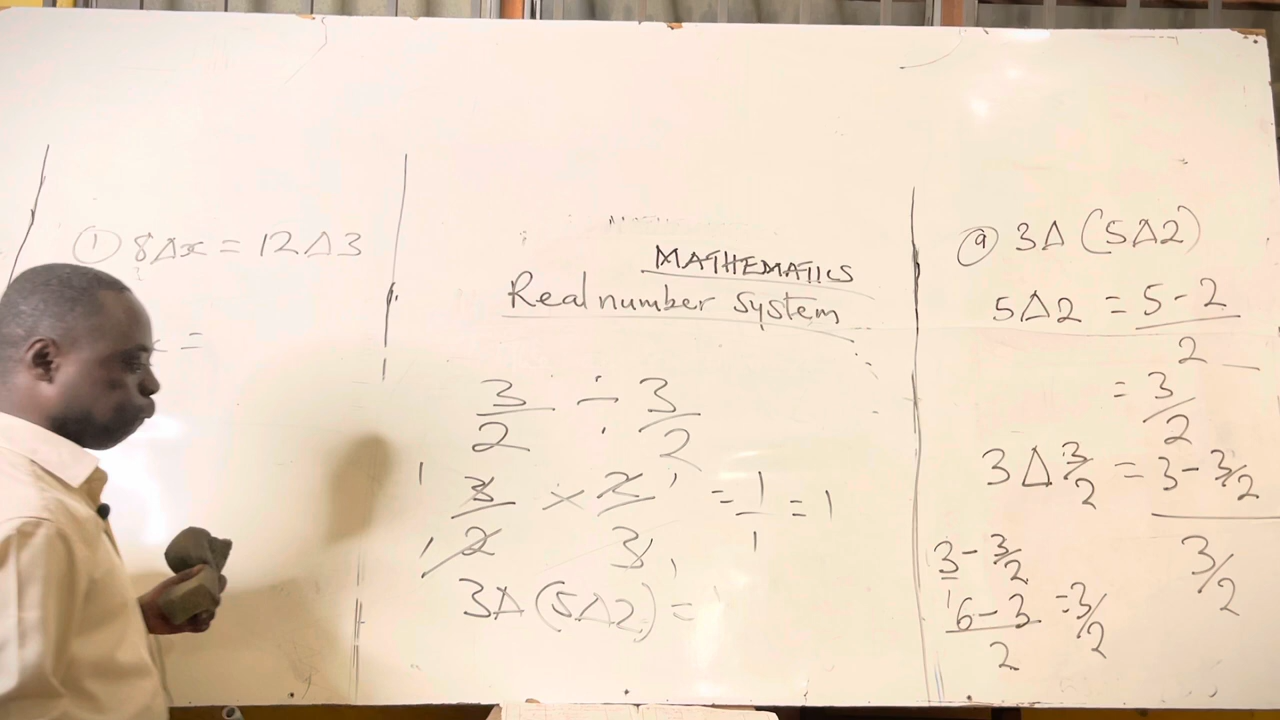 ① 8Δx = 12Δ3
x =
MATHEMATICS
Real number system
3/2 ÷ 3/2
3/2 × 2/3 = 1/1 = 1
3Δ(5Δ2) = 1
ⓐ 3Δ(5Δ2)
5Δ2 = 5-2/2
= 3/2
3Δ3/2 = 3-3/2 / 3/2
3 - 3/2
6-3/2 = 3/2